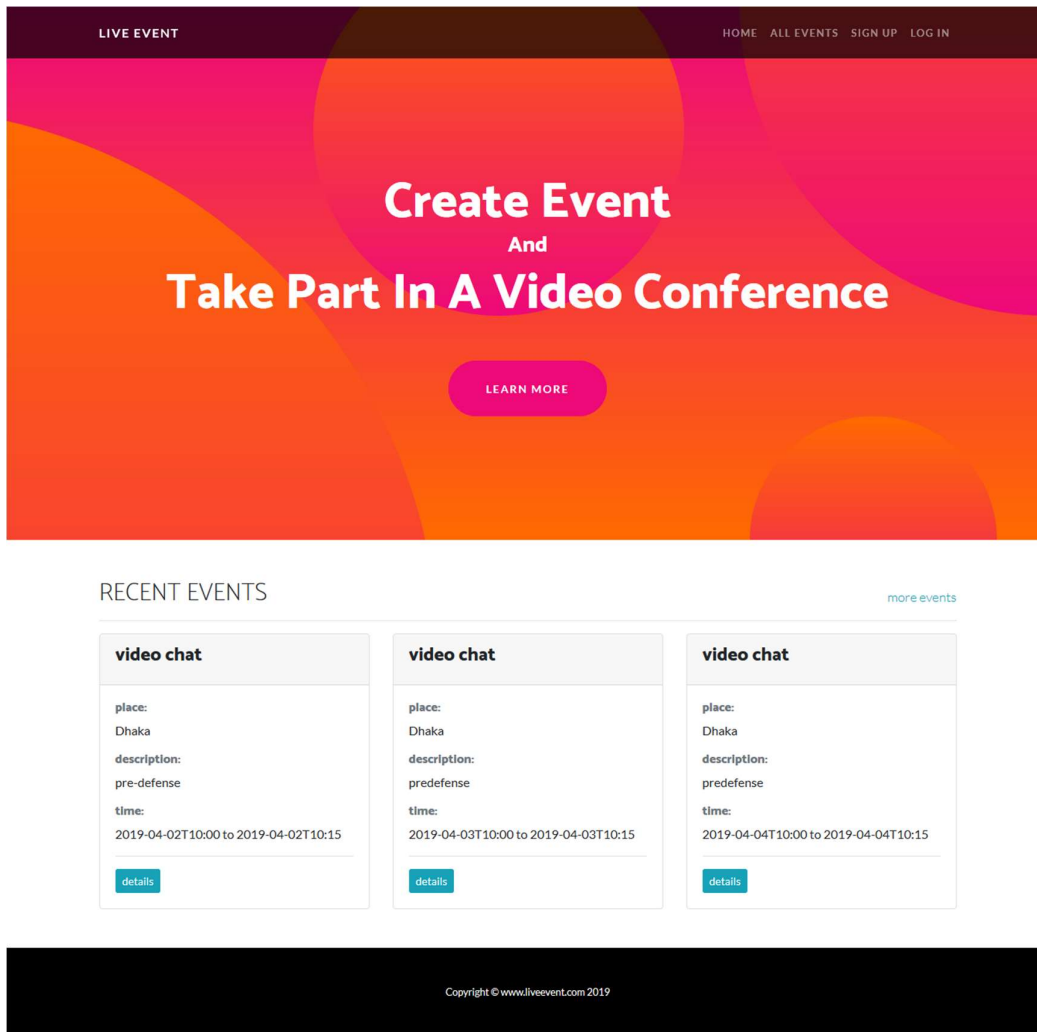 LIVE EVENT
HOME ALL EVENTS SIGN UP LOG IN
Create Event
And
Take Part In A Video Conference
LEARN MORE
RECENT EVENTS
more events
video chat
place:
Dhaka
description:
pre-defense
time:
2019-04-02T10:00 to 2019-04-02T10:15
details
video chat
place:
Dhaka
description:
predefense
time:
2019-04-03T10:00 to 2019-04-03T10:15
details
video chat
place:
Dhaka
description:
predefense
time:
2019-04-04T10:00 to 2019-04-04T10:15
details
Copyright © www.liveevent.com 2019